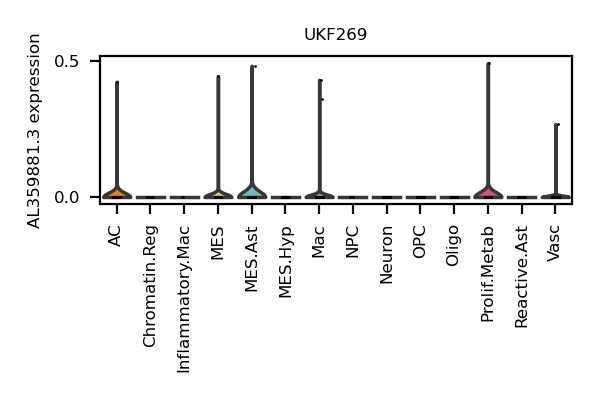 UKF269
AL359881.3 expression
0.5
0.0
AC
Chromatin.Reg
Inflammatory.Mac
MES
MES.Ast
MES.Hyp
Mac
NPC
Neuron
OPC
Oligo
Prolif.Metab
Reactive.Ast
Vasc